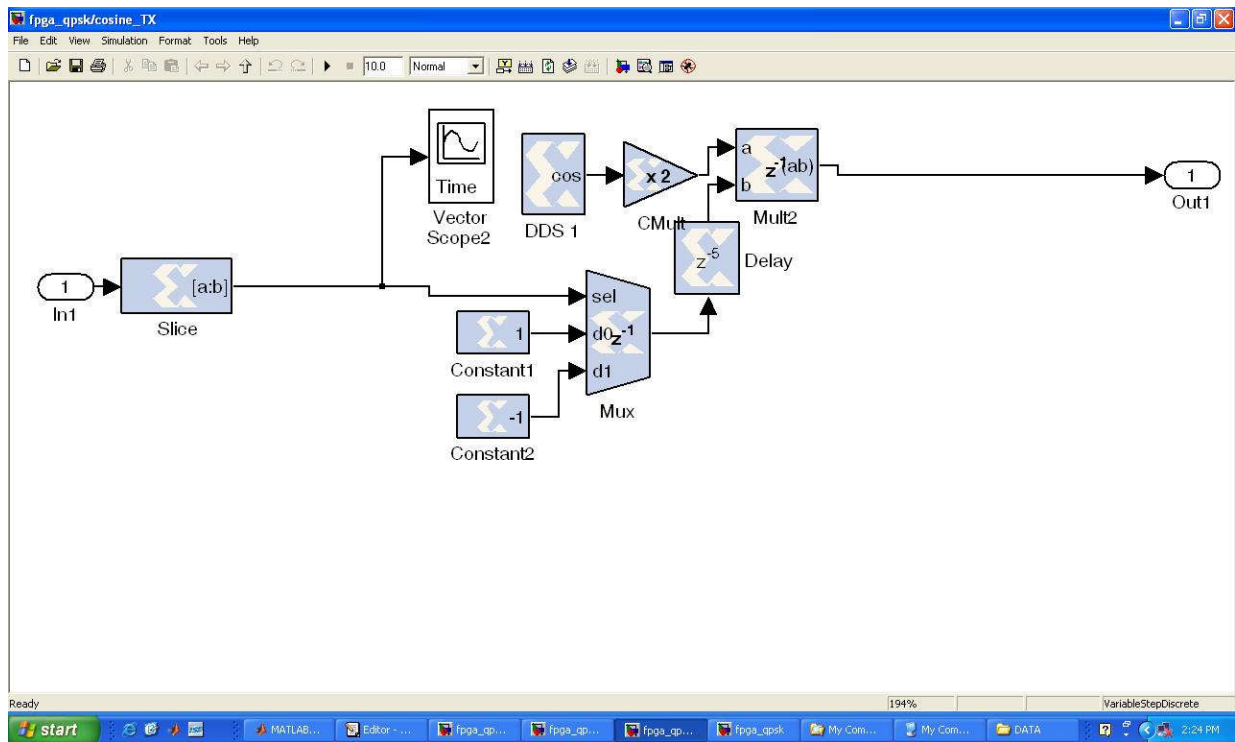 fpga_qpsk/cosine_TX
File Edit View Simulation Format Tools Help
10.0 Normal
Time
Vector
Scope2
cos
DDS 1
x 2
CMult
a
b
z-1(ab)
Mult2
1
Out1
z-5
Delay
1
In1
[a:b]
Slice
sel
d0
z-1
d1
Mux
1
Constant1
-1
Constant2
Ready 194% VariableStepDiscrete
start MATLAB... Editor - ... fpga_qp... fpga_qp... fpga_qp... fpga_qpsk My Com... My Com... DATA 2:24 PM